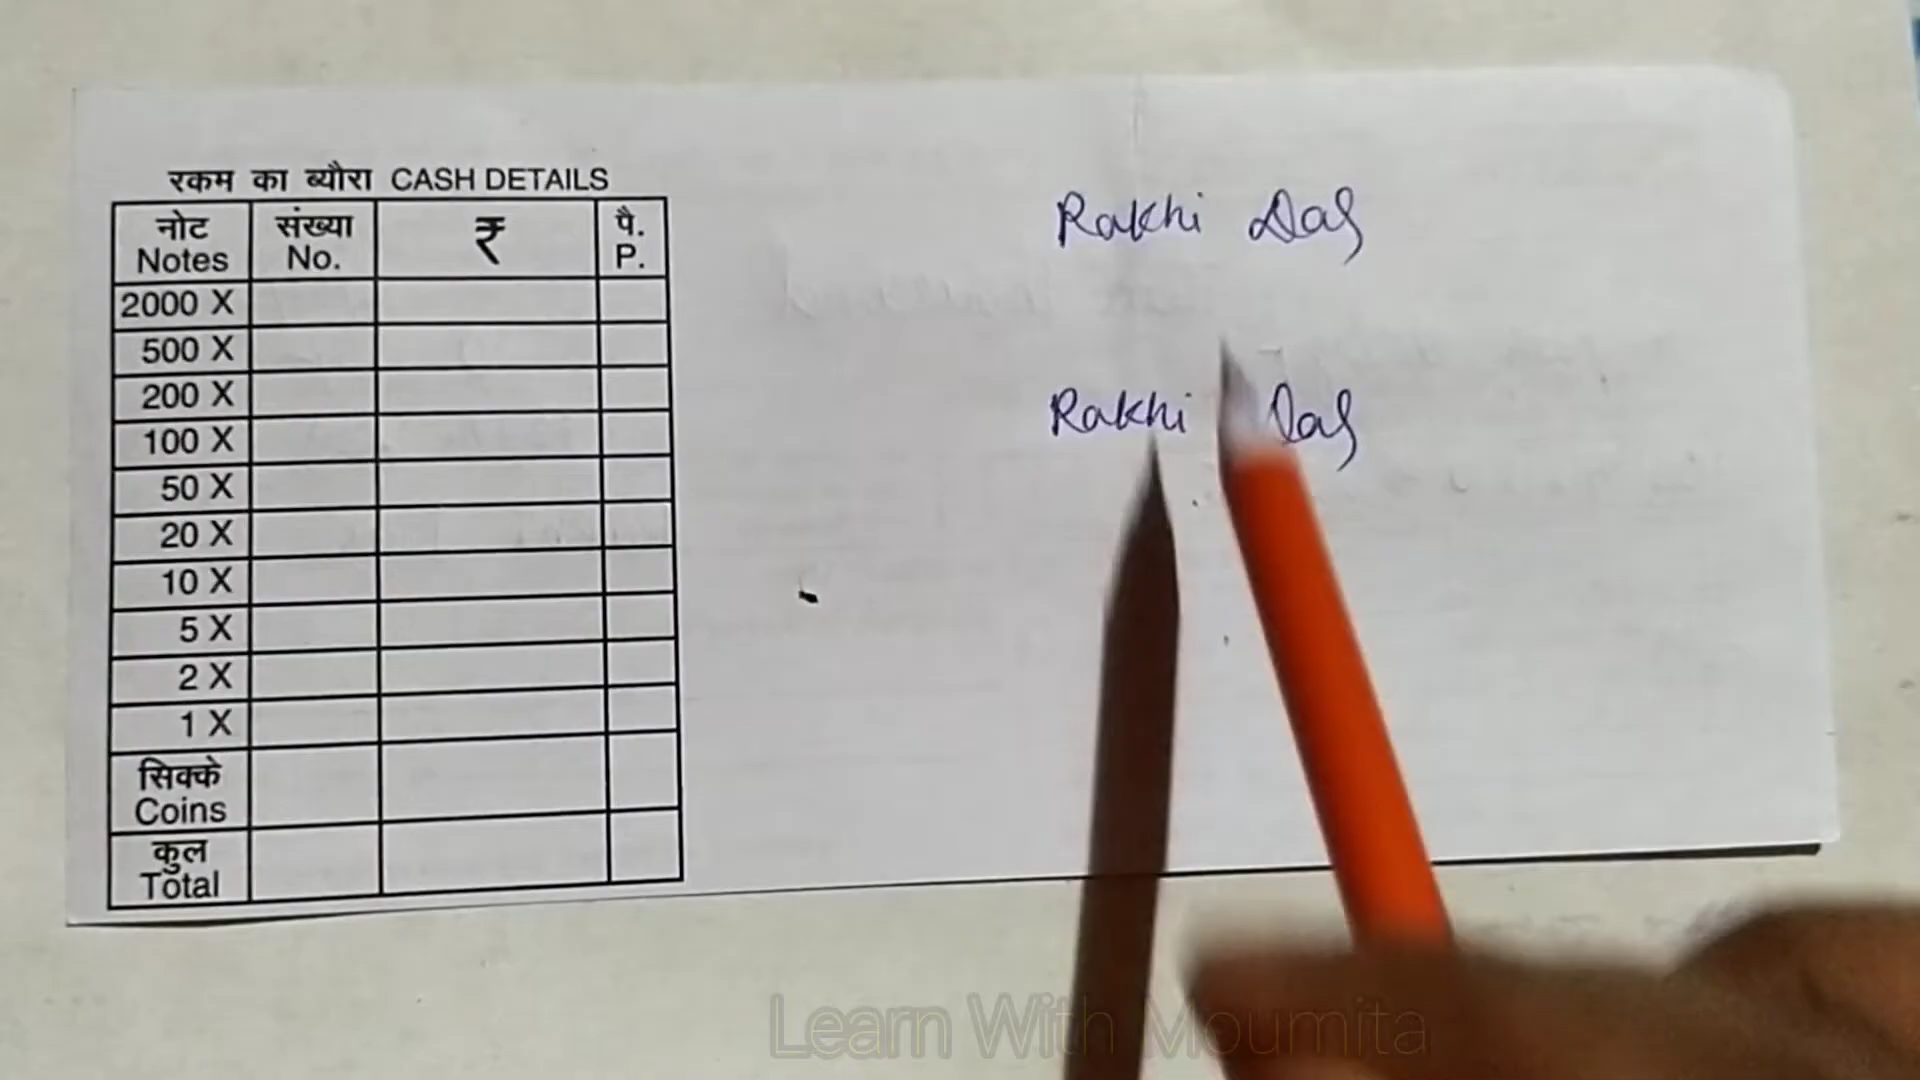 रकम का ब्यौरा CASH DETAILS
नोट संख्या ₹ पै.
Notes No. P.
2000 X
500 X
200 X
100 X
50 X
20 X
10 X
5 X
2 X
1 X
सिक्के
Coins
कुल
Total
Rakhi Das
Rakhi Das
Learn With Moumita